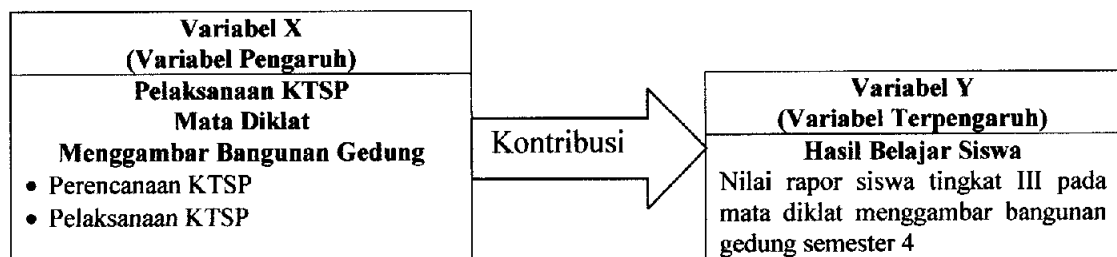 Variabel X
(Variabel Pengaruh)
Pelaksanaan KTSP
Mata Diklat
Menggambar Bangunan Gedung
• Perencanaan KTSP
• Pelaksanaan KTSP
Kontribusi
Variabel Y
(Variabel Terpengaruh)
Hasil Belajar Siswa
Nilai rapor siswa tingkat III pada
mata diklat menggambar bangunan
gedung semester 4